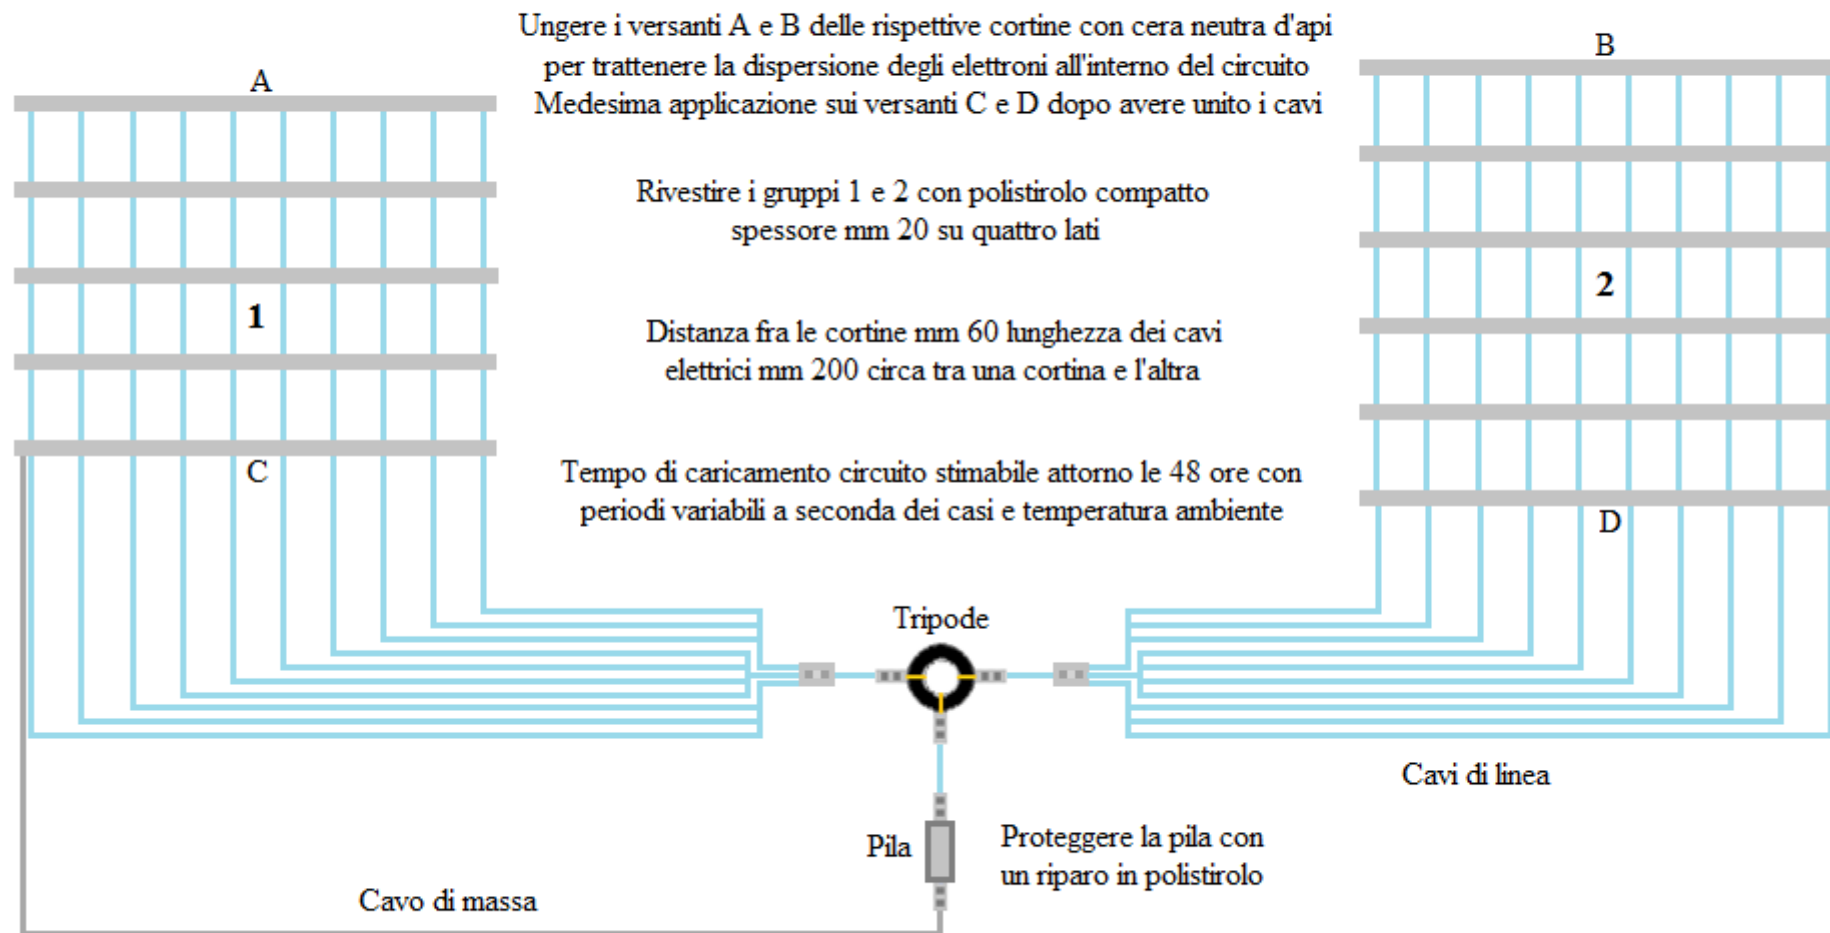 Ungere i versanti A e B delle rispettive cortine con cera neutra d'api
per trattenere la dispersione degli elettroni all'interno del circuito
Medesima applicazione sui versanti C e D dopo avere unito i cavi
A
B
Rivestire i gruppi 1 e 2 con polistirolo compatto
spessore mm 20 su quattro lati
1
2
Distanza fra le cortine mm 60 lunghezza dei cavi
elettrici mm 200 circa tra una cortina e l'altra
C
D
Tempo di caricamento circuito stimabile attorno le 48 ore con
periodi variabili a seconda dei casi e temperatura ambiente
Tripode
Cavi di linea
Pila
Proteggere la pila con
un riparo in polistirolo
Cavo di massa